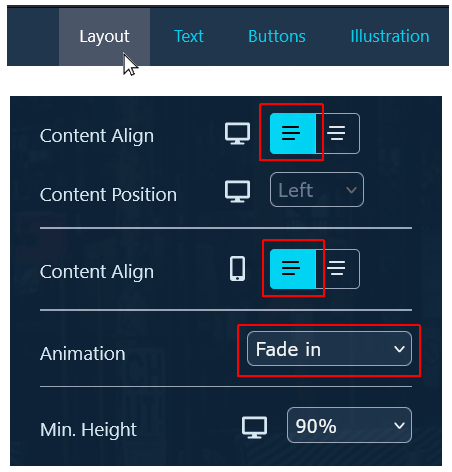 Layout Text Buttons Illustration
Content Align
Content Position Left
Content Align
Animation Fade in
Min. Height 90%